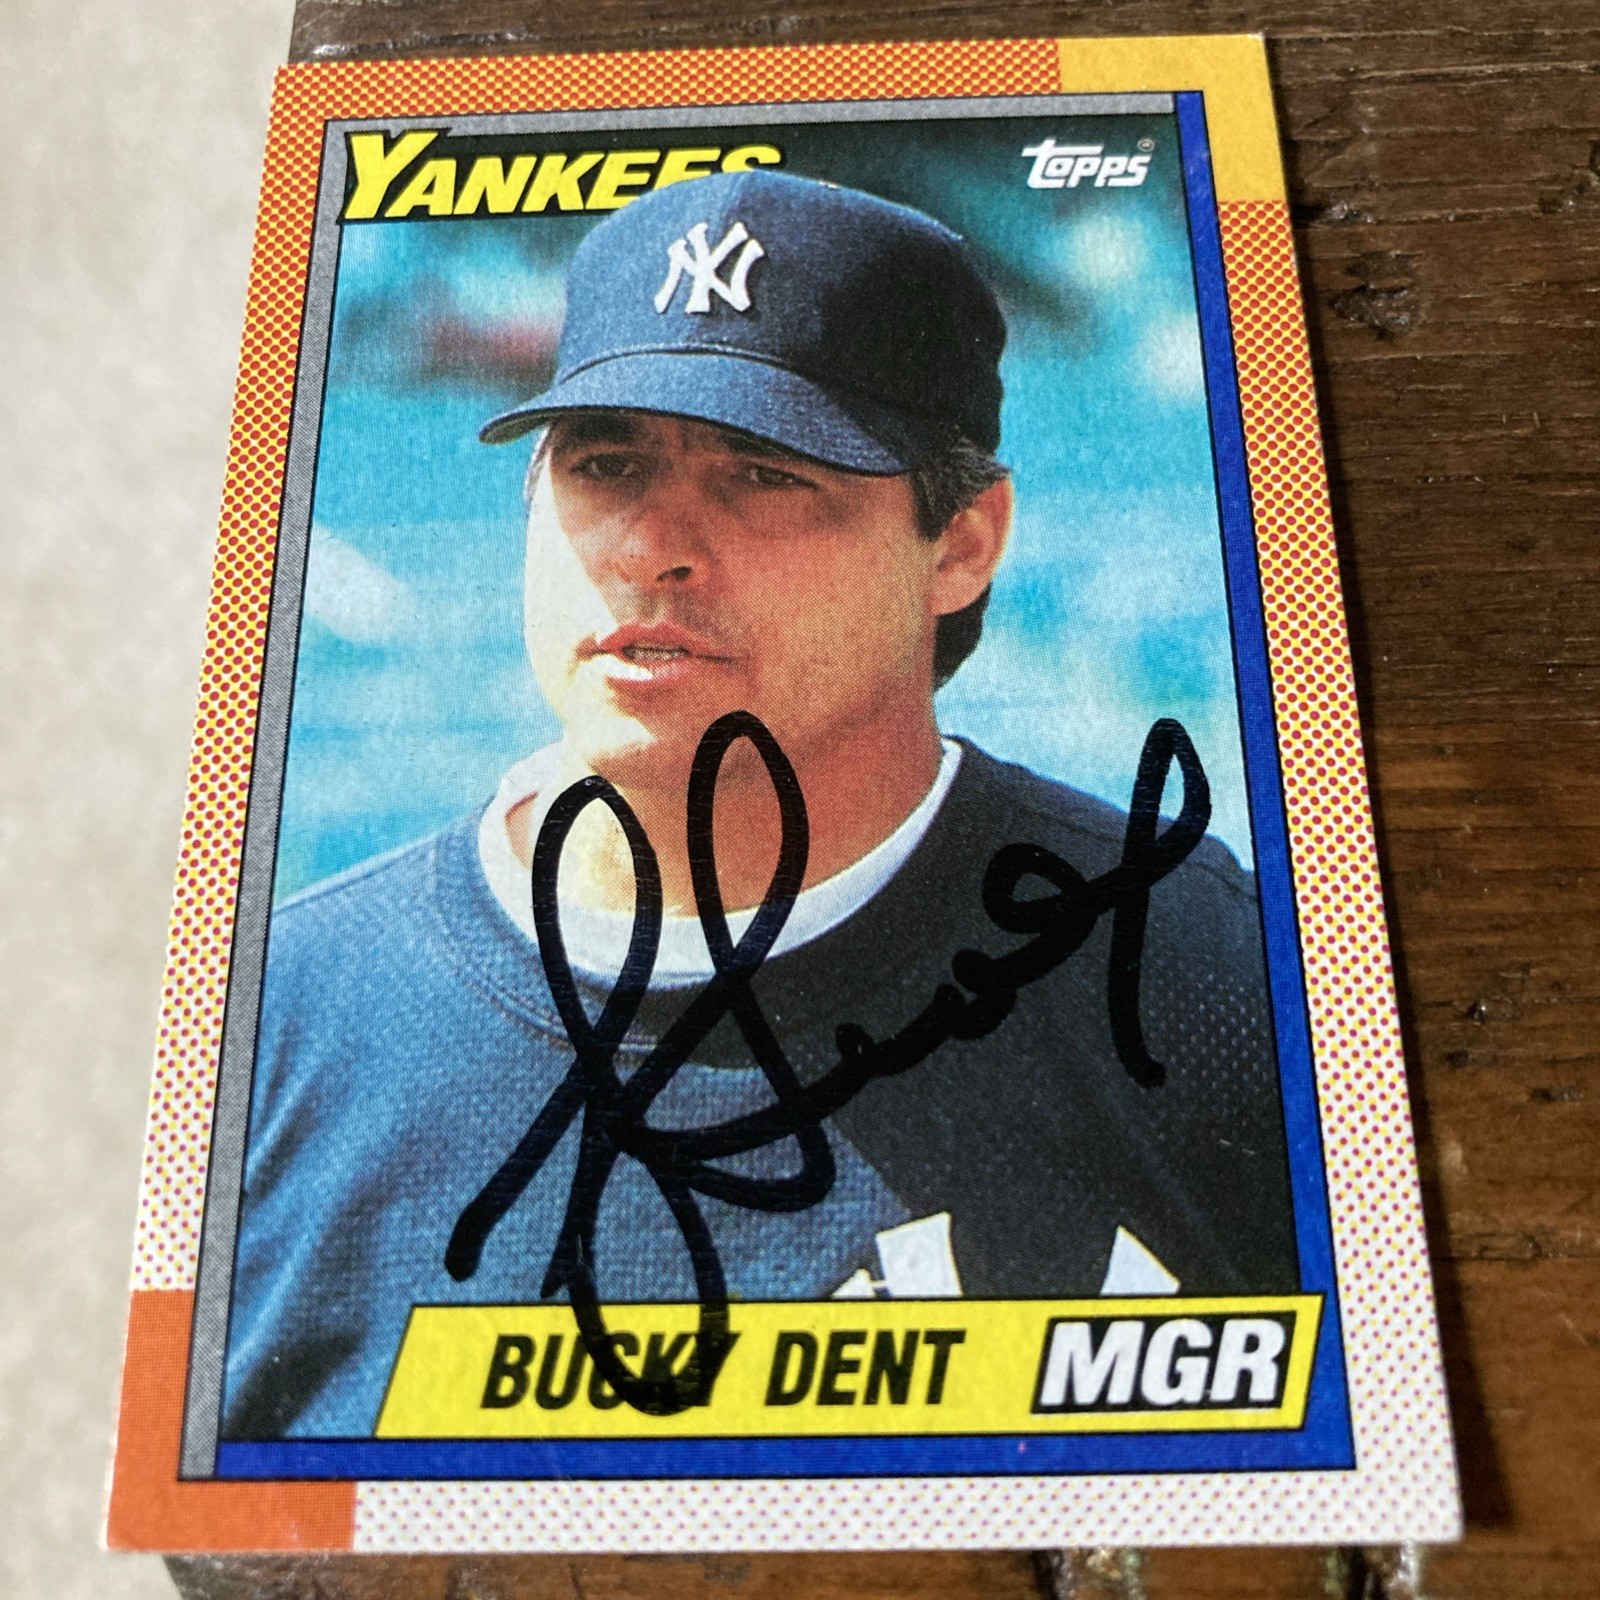 YANKEES
topps
NY
BUCKY DENT MGR